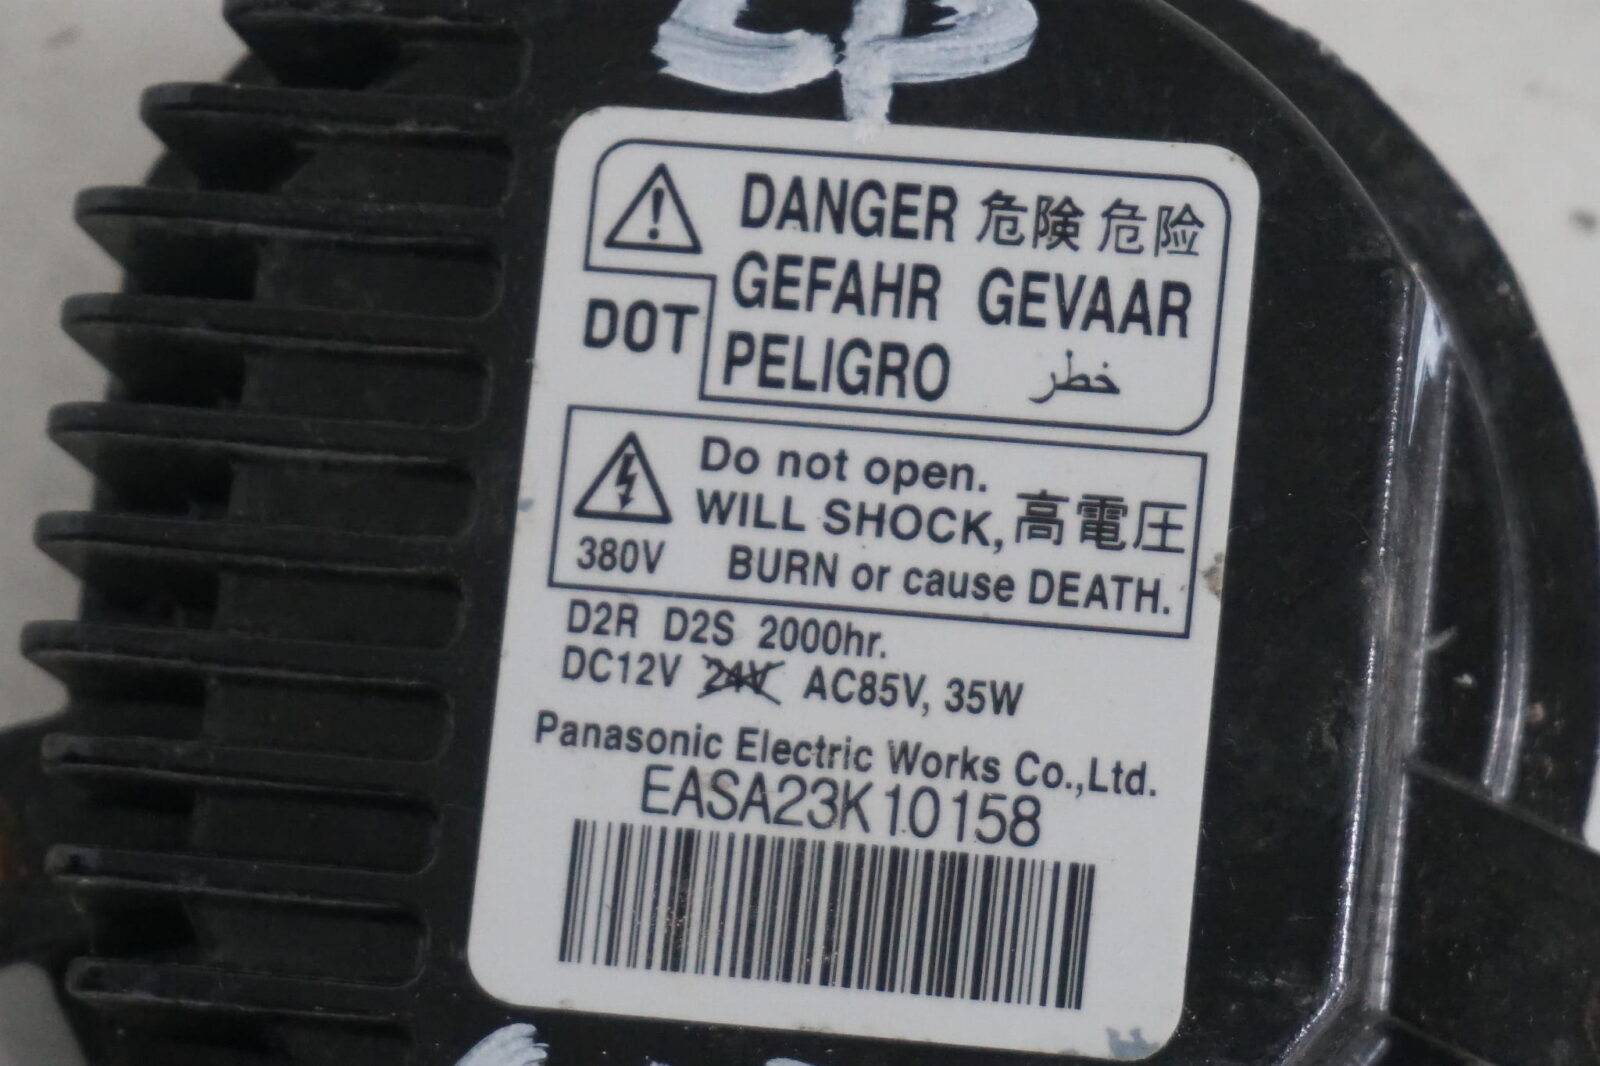 DANGER 危険 危险
GEFAHR GEVAAR
DOT
PELIGRO خطر
Do not open.
WILL SHOCK, 高電圧
380V BURN or cause DEATH.
D2R D2S 2000hr.
DC12V 24V AC85V, 35W
Panasonic Electric Works Co.,Ltd.
EASA23K10158